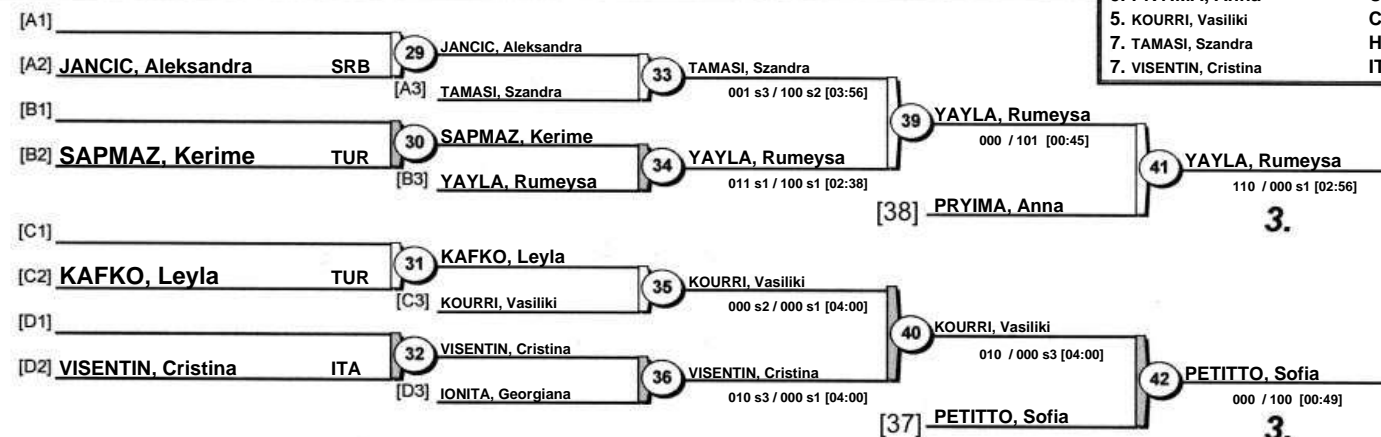 5. KOURRI, Vasiliki C
7. TAMASI, Szandra H
7. VISENTIN, Cristina IT
[A1]
[A2] JANCIC, Aleksandra SRB
29
JANCIC, Aleksandra
[A3] TAMASI, Szandra
33
TAMASI, Szandra
001 s3 / 100 s2 [03:56]
[B1]
[B2] SAPMAZ, Kerime TUR
30
SAPMAZ, Kerime
[B3] YAYLA, Rumeysa
34
YAYLA, Rumeysa
011 s1 / 100 s1 [02:38]
39
YAYLA, Rumeysa
000 / 101 [00:45]
[38] PRYIMA, Anna
41
YAYLA, Rumeysa
110 / 000 s1 [02:56]
3.
[C1]
[C2] KAFKO, Leyla TUR
31
KAFKO, Leyla
[C3] KOURRI, Vasiliki
35
KOURRI, Vasiliki
000 s2 / 000 s1 [04:00]
[D1]
[D2] VISENTIN, Cristina ITA
32
VISENTIN, Cristina
[D3] IONITA, Georgiana
36
VISENTIN, Cristina
010 s3 / 000 s1 [04:00]
40
KOURRI, Vasiliki
010 / 000 s3 [04:00]
[37] PETITTO, Sofia
42
PETITTO, Sofia
000 / 100 [00:49]
3.